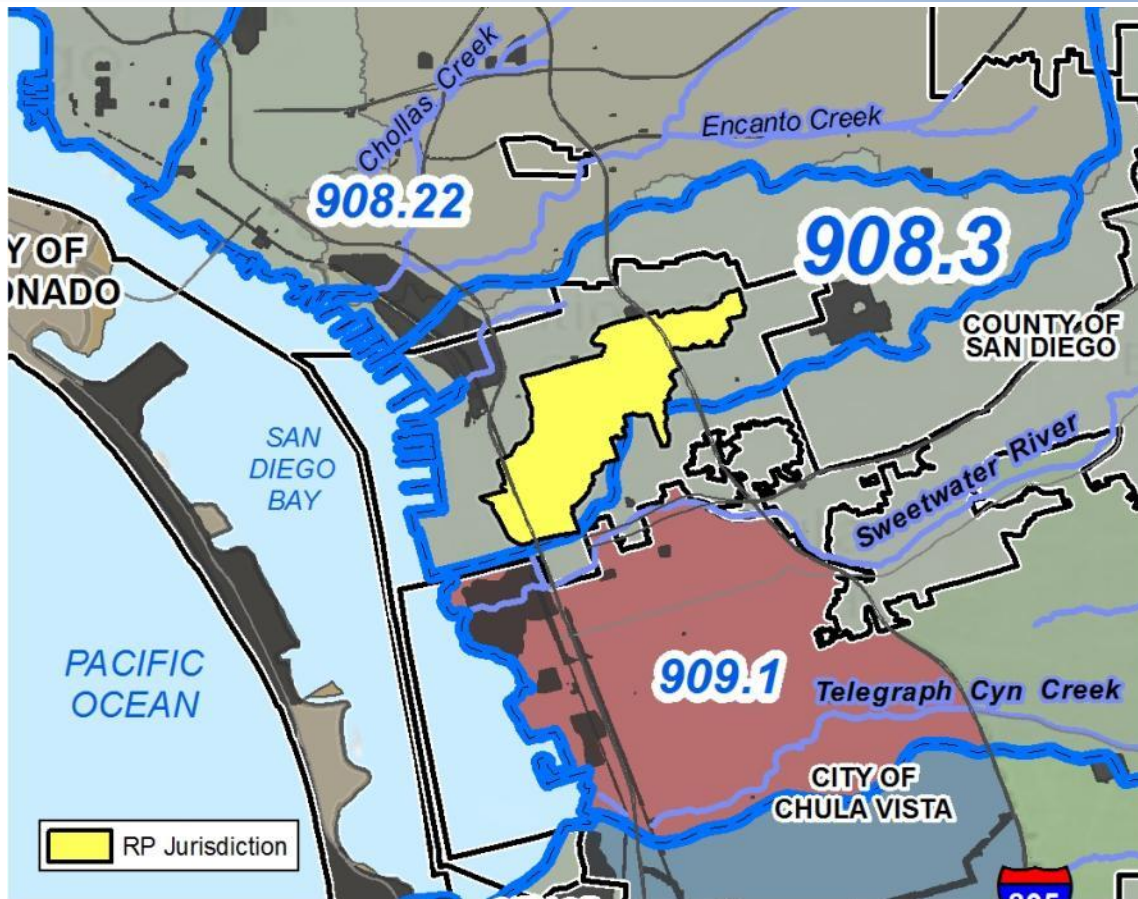 Chollas Creek
Encanto Creek
908.22
908.3
Y OF
ONADO
COUNTY OF
SAN DIEGO
SAN
DIEGO
BAY
Sweetwater River
PACIFIC
OCEAN
909.1
Telegraph Cyn Creek
CITY OF
CHULA VISTA
RP Jurisdiction